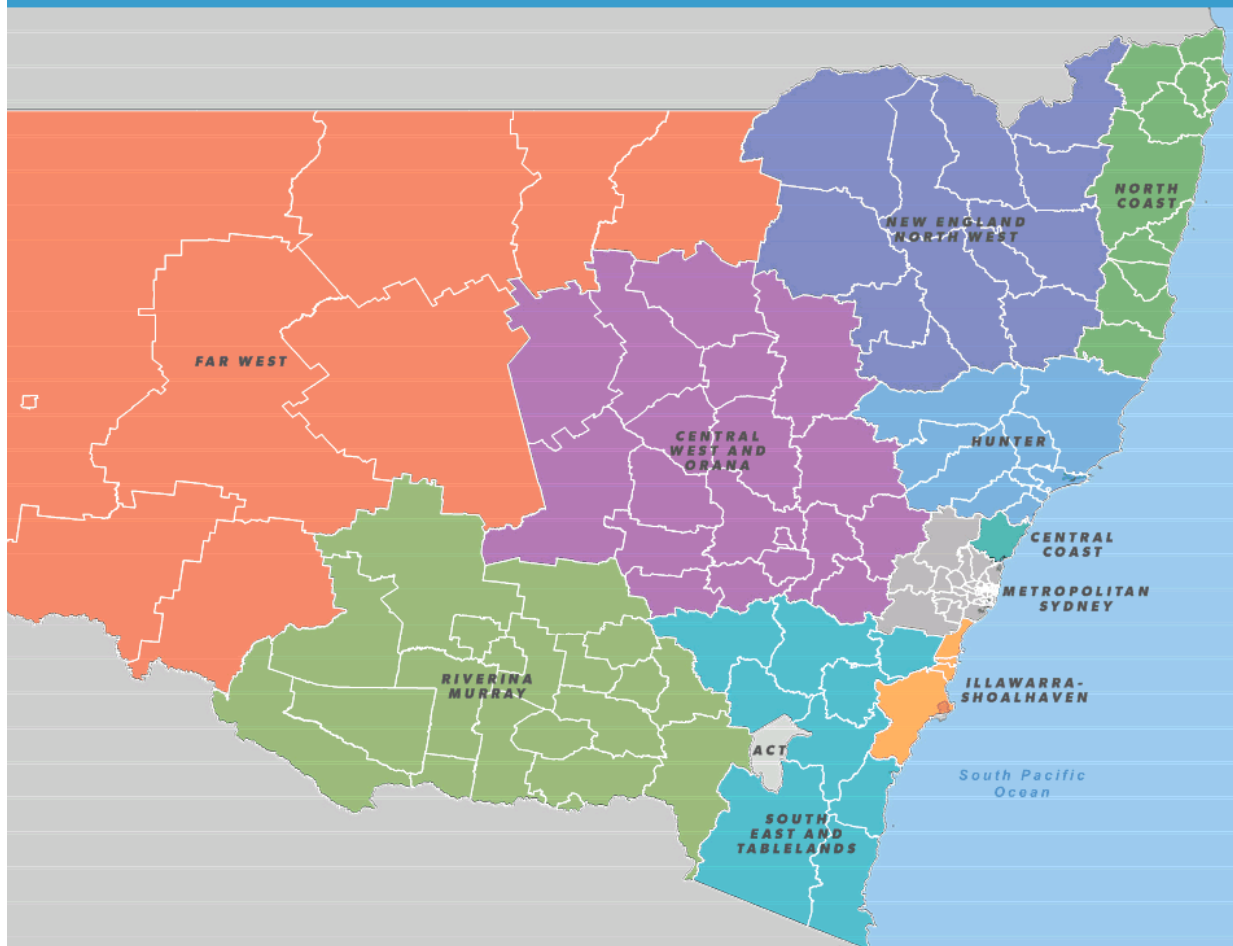 NORTH
COAST
NEW ENGLAND
NORTH WEST
FAR WEST
CENTRAL
WEST AND
ORANA
HUNTER
CENTRAL
COAST
METROPOLITAN
SYDNEY
RIVERINA
MURRAY
ILLAWARRA-
SHOALHAVEN
ACT
South Pacific
Ocean
SOUTH
EAST AND
TABLELANDS